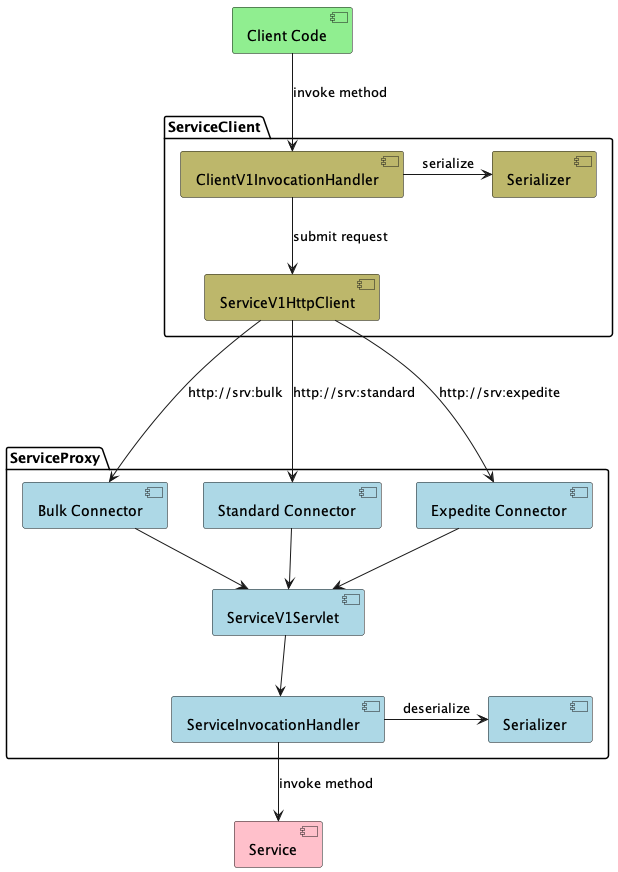 Client Code
invoke method
ServiceClient
ClientV1InvocationHandler
serialize
Serializer
submit request
ServiceV1HttpClient
http://srv:bulk
http://srv:standard
http://srv:expedite
ServiceProxy
Bulk Connector
Standard Connector
Expedite Connector
ServiceV1Servlet
ServiceInvocationHandler
deserialize
Serializer
invoke method
Service